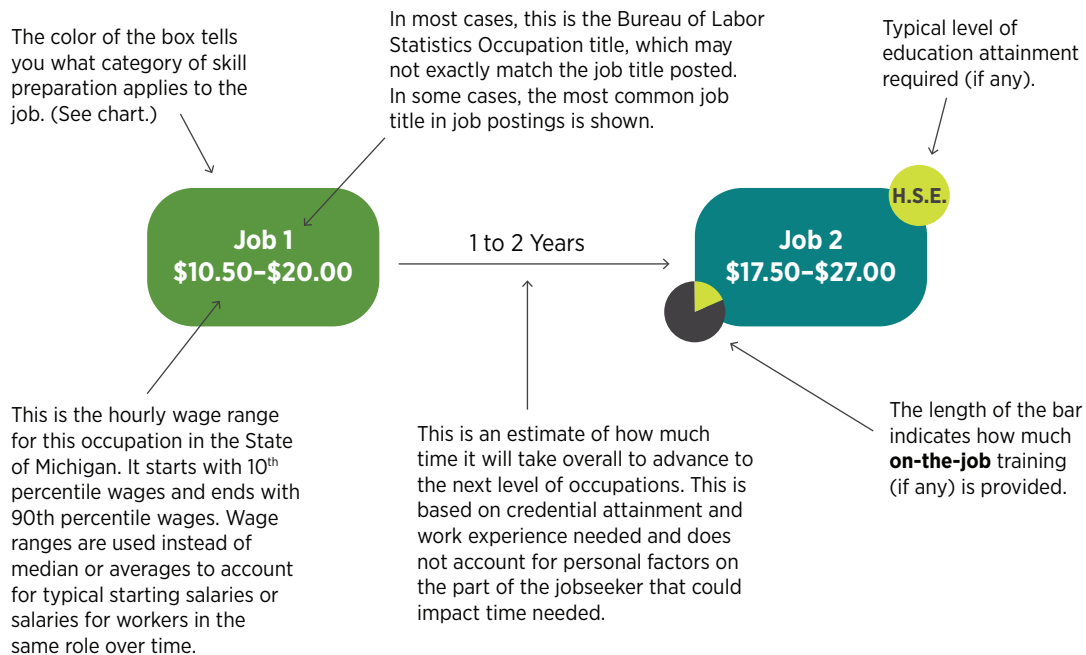 The color of the box tells
you what category of skill
preparation applies to the
job. (See chart.)
In most cases, this is the Bureau of Labor
Statistics Occupation title, which may
not exactly match the job title posted.
In some cases, the most common job
title in job postings is shown.
Typical level of
education attainment
required (if any).
Job 1
$10.50–$20.00
1 to 2 Years
H.S.E.
Job 2
$17.50–$27.00
This is the hourly wage range
for this occupation in the State
of Michigan. It starts with 10th
percentile wages and ends with
90th percentile wages. Wage
ranges are used instead of
median or averages to account
for typical starting salaries or
salaries for workers in the
same role over time.
This is an estimate of how much
time it will take overall to advance to
the next level of occupations. This is
based on credential attainment and
work experience needed and does
not account for personal factors on
the part of the jobseeker that could
impact time needed.
The length of the bar
indicates how much
on-the-job training
(if any) is provided.